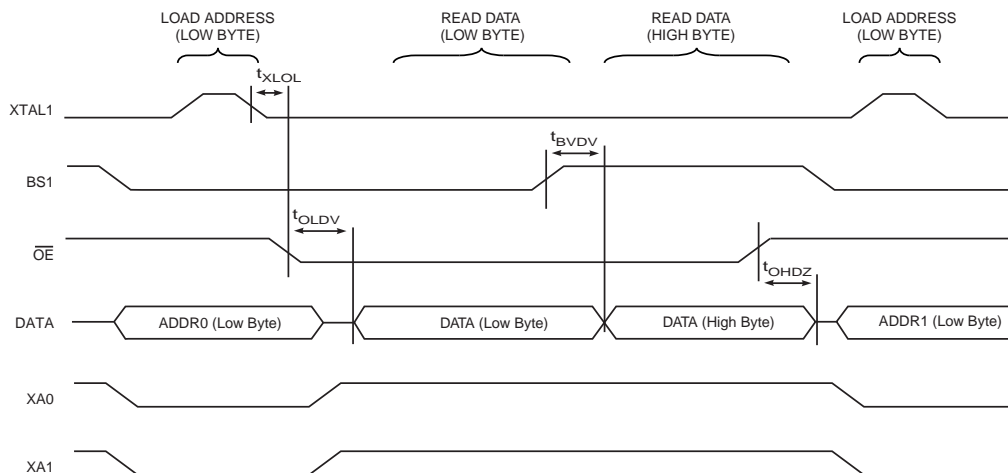 LOAD ADDRESS
(LOW BYTE)
READ DATA
(LOW BYTE)
READ DATA
(HIGH BYTE)
LOAD ADDRESS
(LOW BYTE)
tXLOL
XTAL1
tBVDV
BS1
tOLDV
OE
tOHDZ
DATA
ADDR0 (Low Byte)
DATA (Low Byte)
DATA (High Byte)
ADDR1 (Low Byte)
XA0
XA1